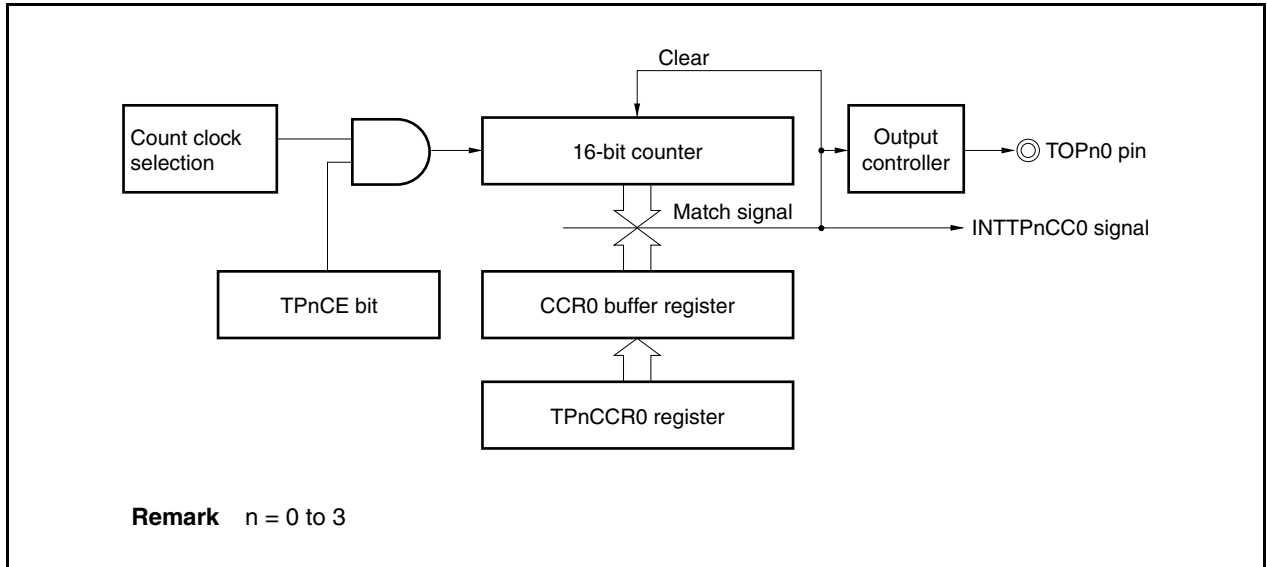 Clear
Count clock
selection
16-bit counter
Output
controller
TOPn0 pin
Match signal
INTTPnCC0 signal
TPnCE bit
CCR0 buffer register
TPnCCR0 register
Remark n = 0 to 3